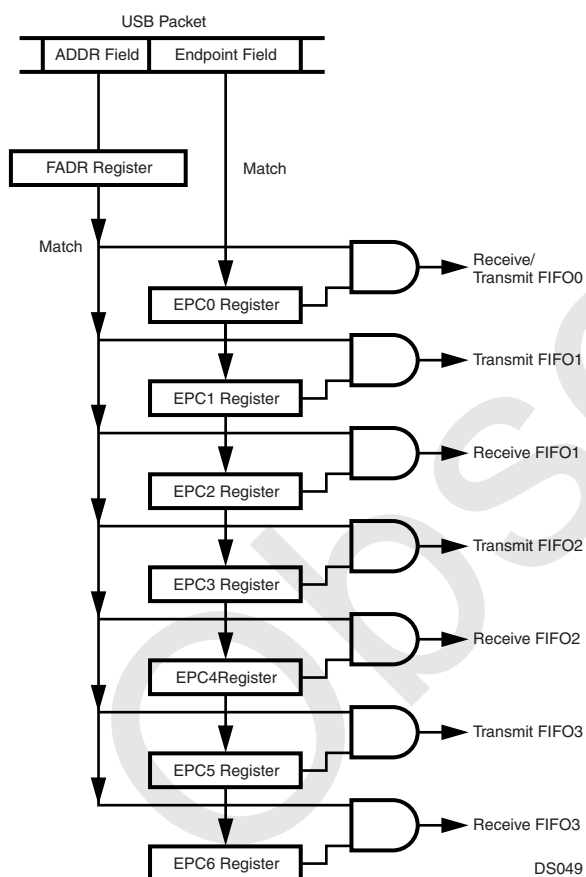 USB Packet
ADDR Field Endpoint Field
FADR Register
Match
Match
Receive/
Transmit FIFO0
EPC0 Register
Transmit FIFO1
EPC1 Register
Receive FIFO1
EPC2 Register
Transmit FIFO2
EPC3 Register
Receive FIFO2
EPC4Register
Transmit FIFO3
EPC5 Register
Receive FIFO3
EPC6 Register
DS049
Obs